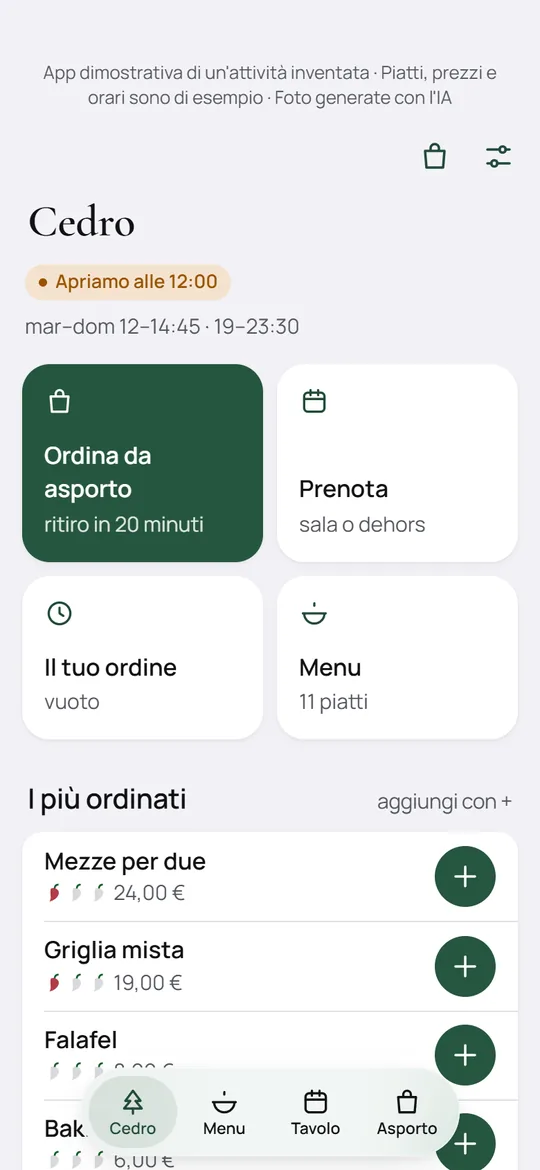 App dimostrativa di un'attività inventata · Piatti, prezzi e
orari sono di esempio · Foto generate con l'IA
Cedro
Apriamo alle 12:00
mar–dom 12–14:45 · 19–23:30
Ordina da
asporto
ritiro in 20 minuti
Prenota
sala o dehors
Il tuo ordine
vuoto
Menu
11 piatti
I più ordinati
aggiungi con +
Mezze per due
24,00 €
Griglia mista
19,00 €
Falafel
Cedro
Menu
Tavolo
Asporto
6,00 €